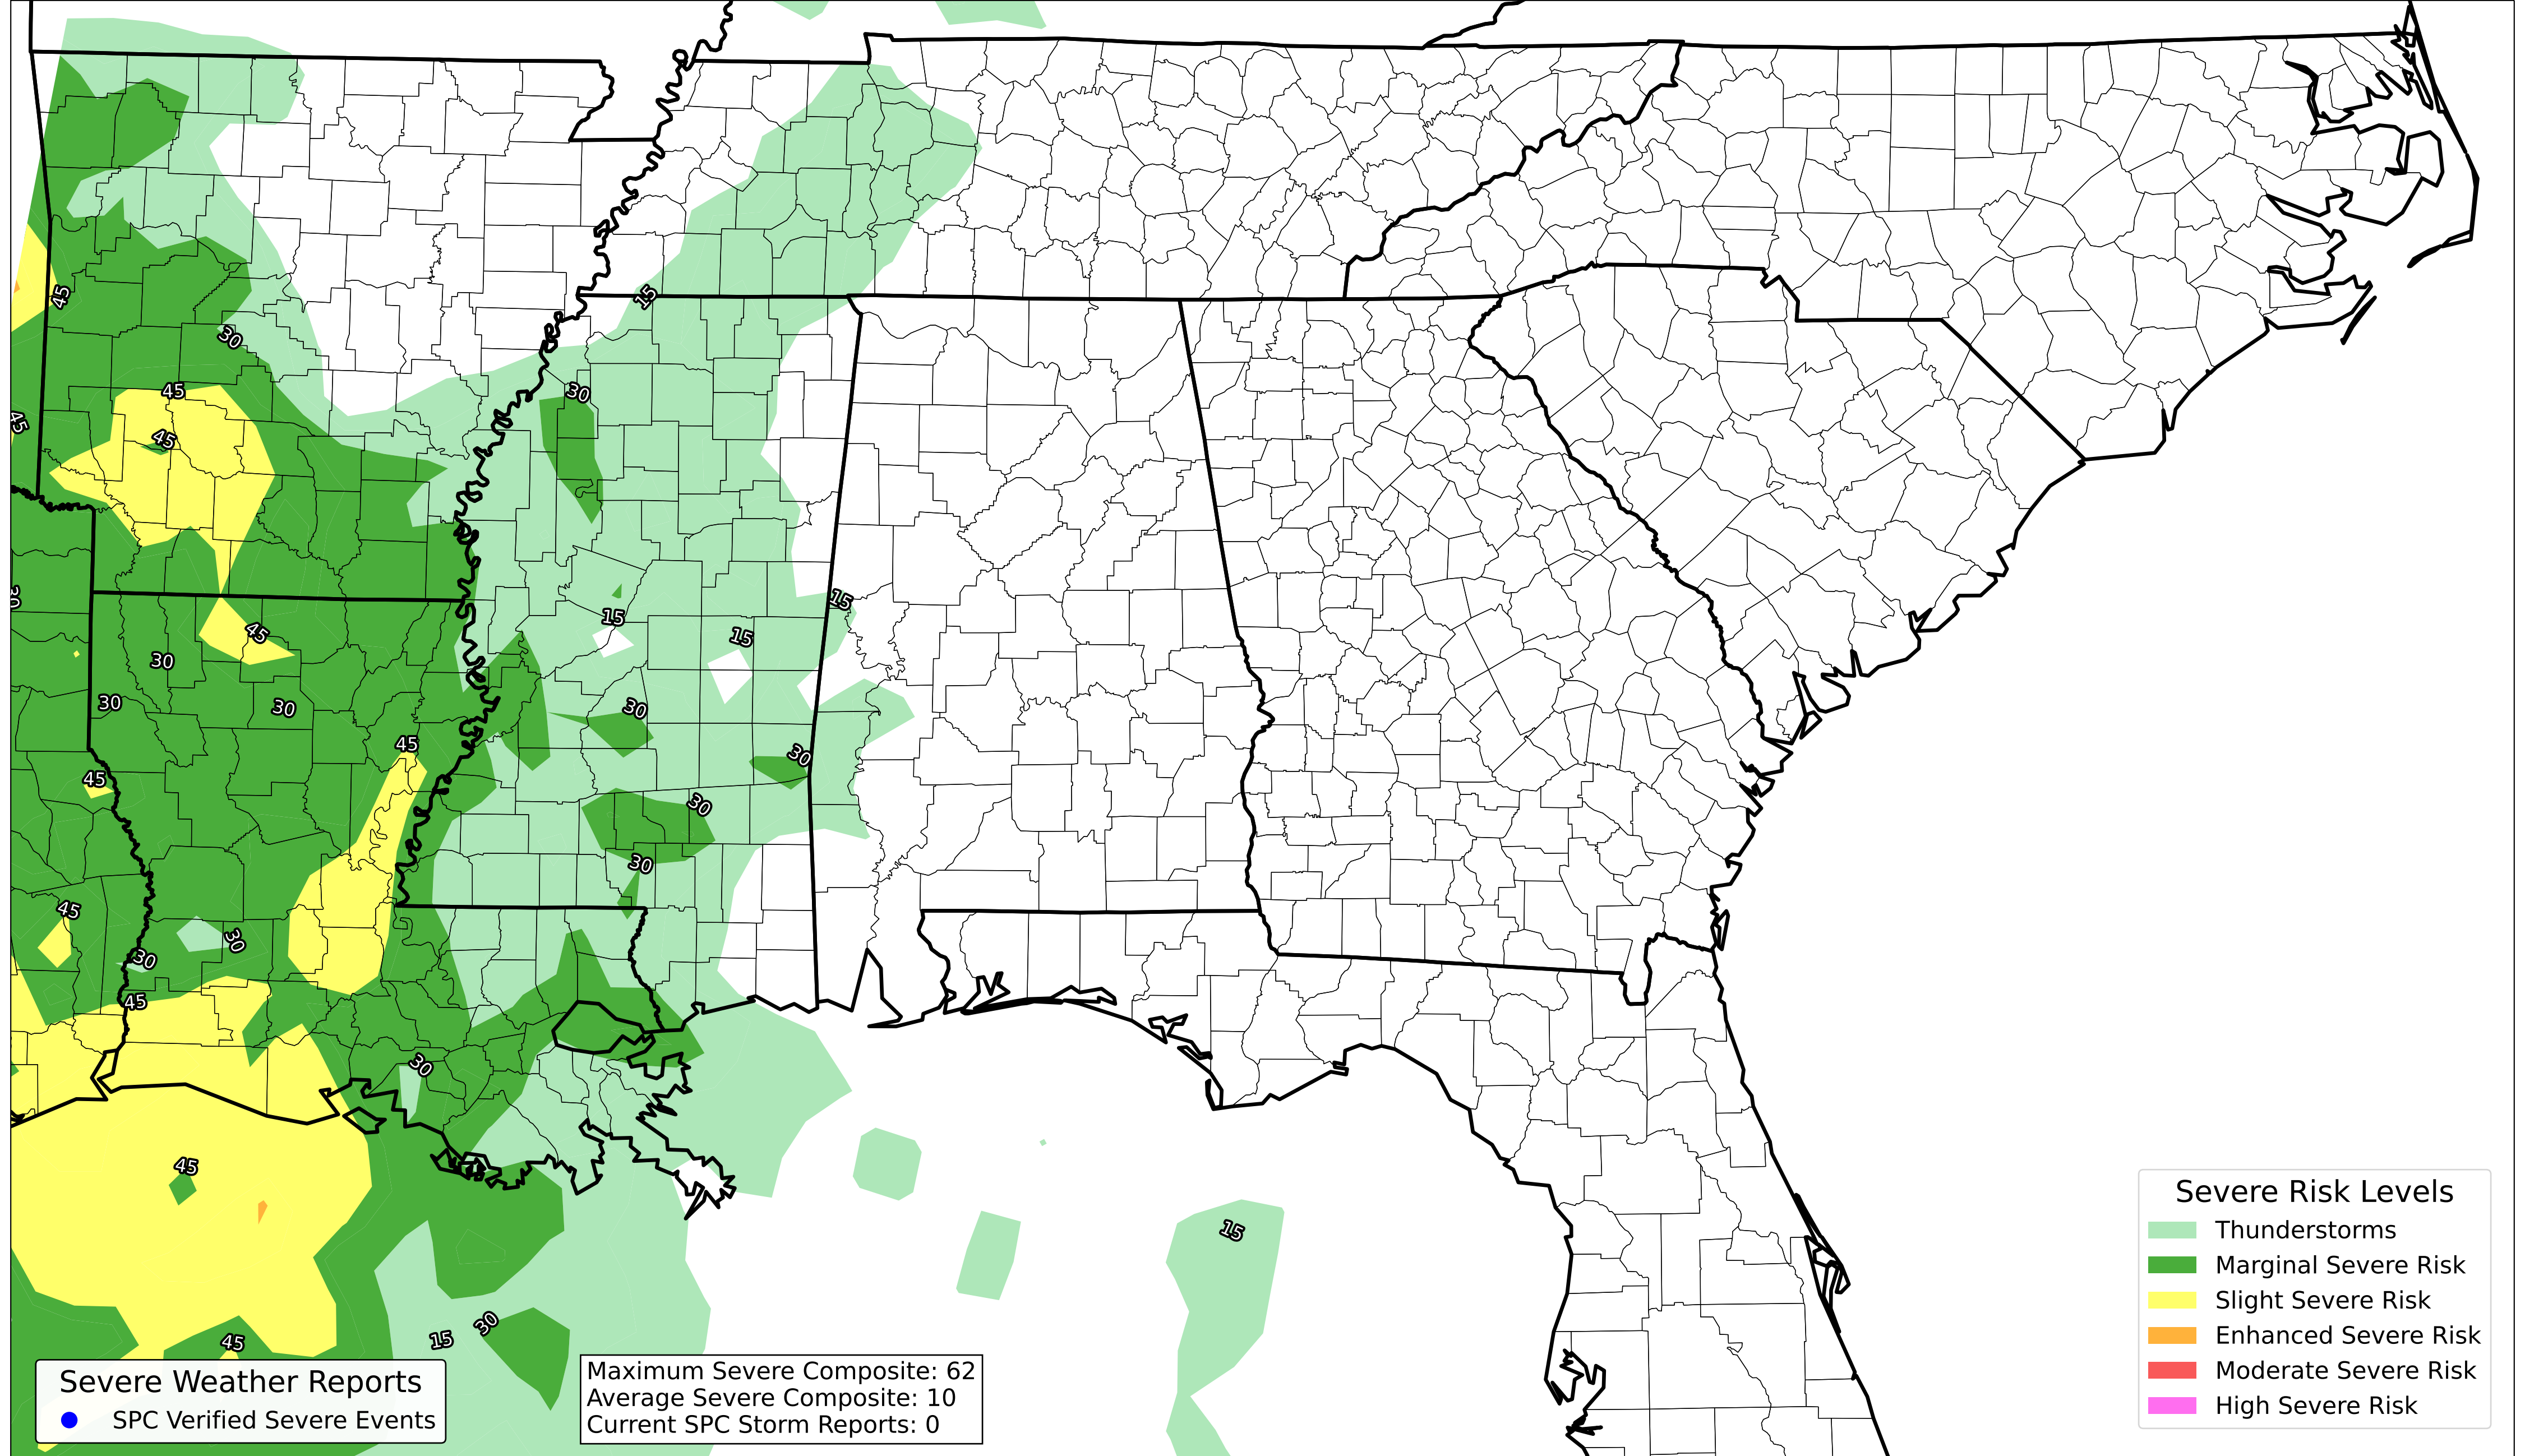 15
45
30
30
45
45
45
30
15
15
45
15
30
30
30
30
30
45
45
30
30
45
30
30
45
30
45
15
30
15
45
Severe Risk Levels
Thunderstorms
Marginal Severe Risk
Slight Severe Risk
Enhanced Severe Risk
Moderate Severe Risk
High Severe Risk
Severe Weather Reports
SPC Verified Severe Events
Maximum Severe Composite: 62
Average Severe Composite: 10
Current SPC Storm Reports: 0